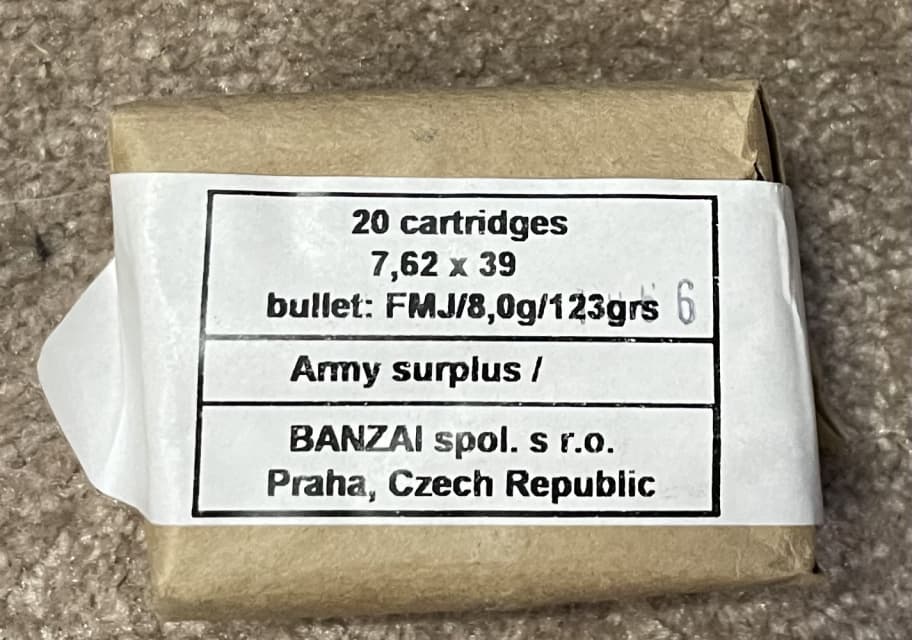 20 cartridges
7,62 x 39
bullet: FMJ/8,0g/123grs 6
Army surplus /
BANZAI spol. s r.o.
Praha, Czech Republic